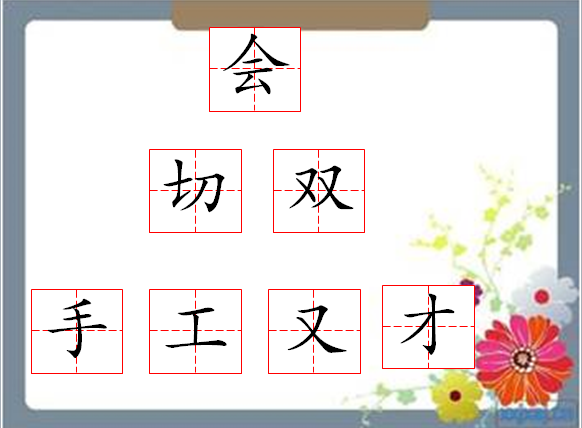 会
切 双
手 工 又 才